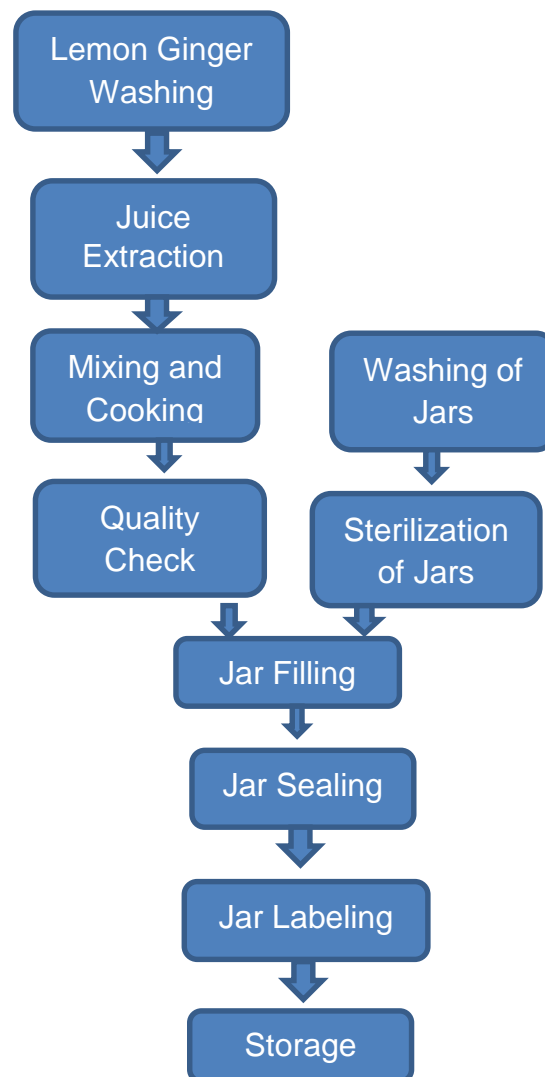 Lemon Ginger
Washing
Juice
Extraction
Mixing and
Cooking
Washing of
Jars
Quality
Check
Sterilization
of Jars
Jar Filling
Jar Sealing
Jar Labeling
Storage